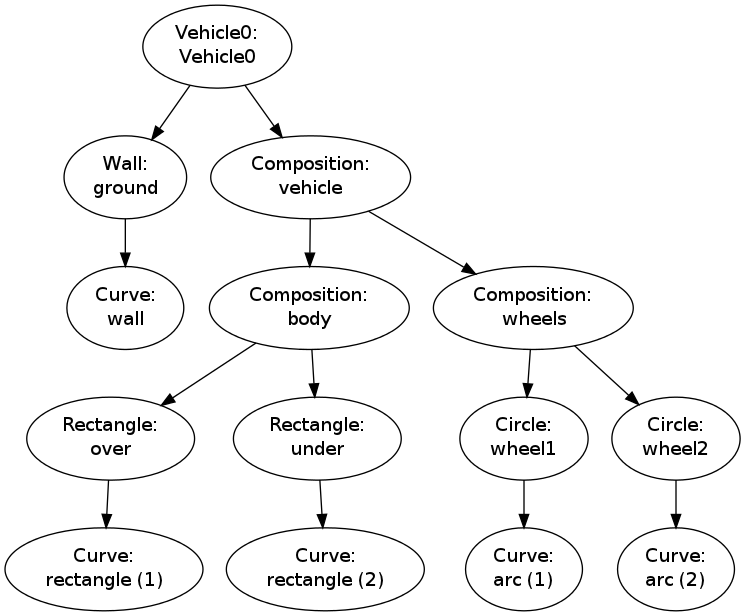 Vehicle0:
Vehicle0
Wall:
ground
Composition:
vehicle
Curve:
wall
Composition:
body
Composition:
wheels
Rectangle:
over
Rectangle:
under
Circle:
wheel1
Circle:
wheel2
Curve:
rectangle (1)
Curve:
rectangle (2)
Curve:
arc (1)
Curve:
arc (2)